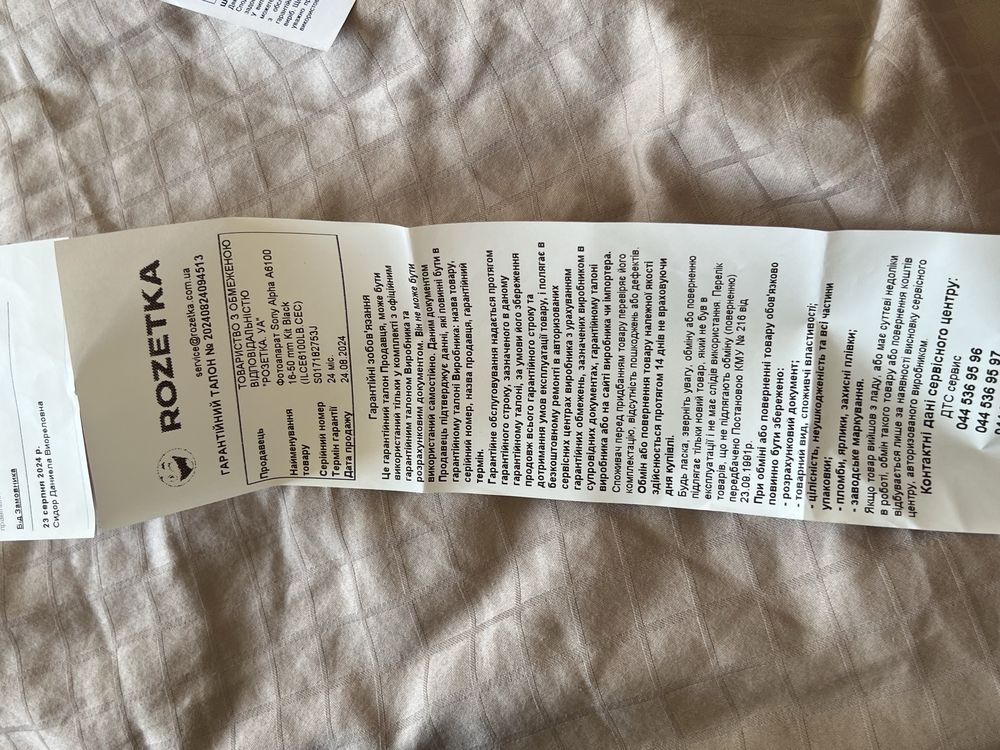 Від Замовника
23 серпня 2024 р.
Сидор Даниела Виореловна
ROZETKA
service@rozetka.com.ua
ГАРАНТІЙНИЙ ТАЛОН № 20240824094513
Продавець
ТОВАРИСТВО З ОБМЕЖЕНОЮ
ВІДПОВІДАЛЬНІСТЮ
"РОЗЕТКА. УА"
Найменування товару
Фотоапарат Sony Alpha A6100
16-50 mm Kit Black
(ILCE6100LB.CEC)
Серійний номер S017182753J
Термін гарантії 24 міс.
Дата продажу 24.08.2024
Гарантійні зобов'язання
Це гарантійний талон Продавця, може бути
використаний тільки у комплекті з офіційним
гарантійним талоном Виробника та
розрахунковим документом. Він не може бути
використаний самостійно. Даним документом
Продавець підтверджує данні, які повинні бути в
гарантійному талоні Виробника: назва товару,
серійний номер, назва продавця, гарантійний
термін.
Гарантійне обслуговування надається протягом
гарантійного строку, зазначеного в даному
гарантійному талоні, за умови його збереження
продовж всього гарантійного строку та
дотримання умов експлуатації товару, і полягає в
безкоштовному ремонті в авторизованих
сервісних центрах виробника з урахуванням
гарантійних обмежень, зазначених виробником в
супровідних документах, гарантійному талоні
виробника або на сайті виробника чи импортера.
Споживач перед придбанням товару перевіряє його
комплектацію, відсутність пошкоджень або дефектів.
Обмін або повернення товару належної якості
здійснюється протягом 14 днів не враховуючи
дня купівлі.
Будь ласка, зверніть увагу, обміну або поверненню
підлягає тільки новий товар, який не був в
експлуатації і не має слідів використання. Перелік
товарів, що не підлягають обміну (поверненню)
передбачено Постановою КМУ № 218 від
23.09.1981р.
При обміні або поверненні товару обов'язково
повинно бути збережено:
- розрахунковий документ;
- товарний вид, споживчі властивості;
- цілісність, неушкодженість та всі частини
упаковки;
- пломби, ярлики, захисні плівки;
- заводське маркування.
Якщо товар вийшов з ладу, або має суттєві недоліки
в роботі, обмін такого товару або повернення коштів
відбувається лише за наявності висновку сервісного
центру, авторизованого виробником.
Контактні дані сервісного центру:
ДТС Сервис
044 536 95 96
044 536 95 97